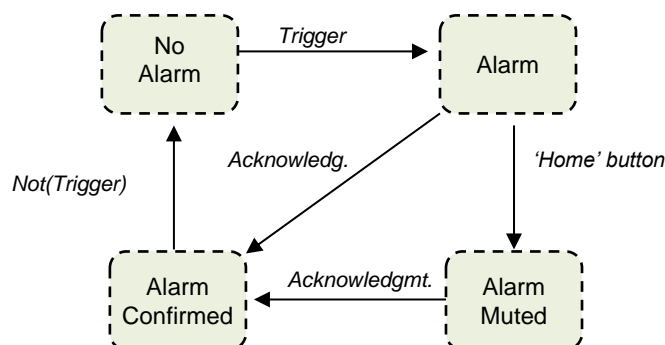 No
Alarm
Trigger
Alarm
Acknowledg.
Not(Trigger)
‘Home’ button
Alarm
Confirmed
Acknowledgmt.
Alarm
Muted